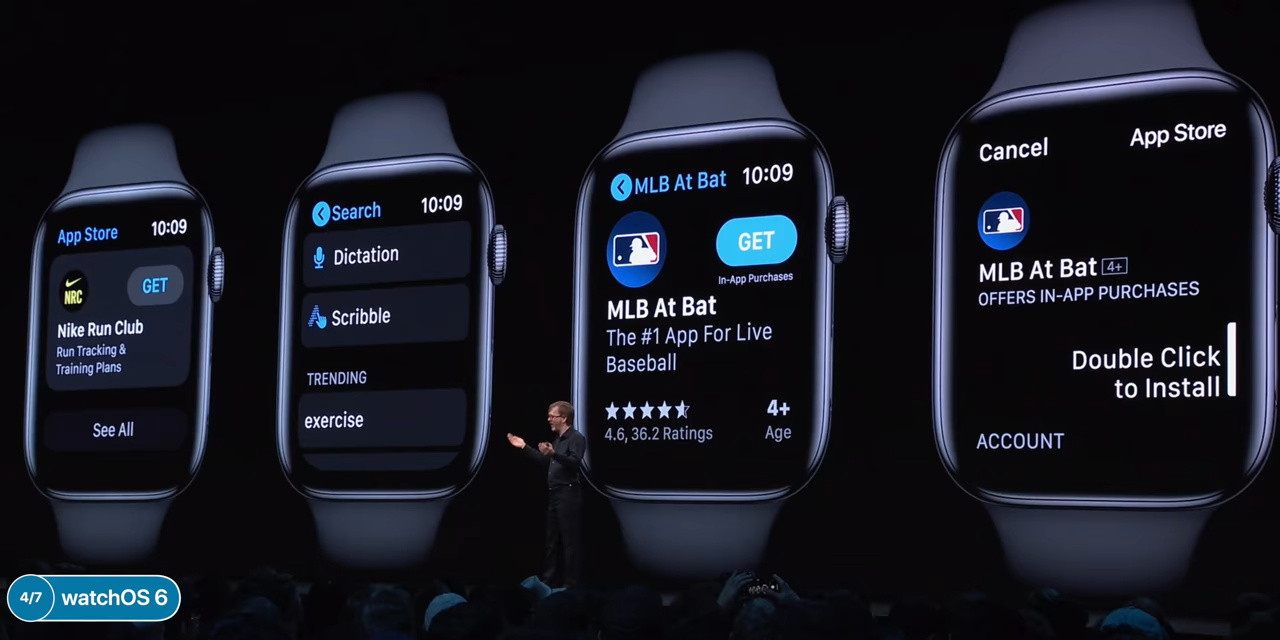 App Store 10:09
NRC
GET
Nike Run Club
Run Tracking &
Training Plans
See All
Search 10:09
Dictation
Scribble
TRENDING
exercise
MLB At Bat 10:09
GET
In-App Purchases
MLB At Bat
The #1 App For Live
Baseball
4.6, 36.2 Ratings
4+
Age
Cancel App Store
MLB At Bat 4+
OFFERS IN-APP PURCHASES
Double Click
to Install
ACCOUNT
4/7 watchOS 6